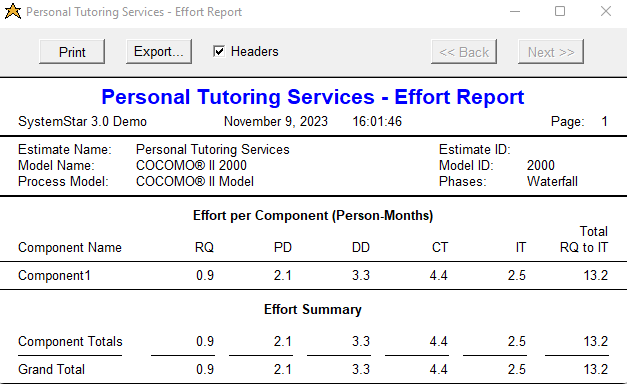 Personal Tutoring Services - Effort Report
Print Export... Headers << Back Next >>
Personal Tutoring Services - Effort Report
SystemStar 3.0 Demo November 9, 2023 16:01:46 Page: 1
Estimate Name: Personal Tutoring Services Estimate ID:
Model Name: COCOMO® II 2000 Model ID: 2000
Process Model: COCOMO® II Model Phases: Waterfall
Effort per Component (Person-Months)
Total
Component Name RQ PD DD CT IT RQ to IT
Component1 0.9 2.1 3.3 4.4 2.5 13.2
Effort Summary
Component Totals 0.9 2.1 3.3 4.4 2.5 13.2
Grand Total 0.9 2.1 3.3 4.4 2.5 13.2